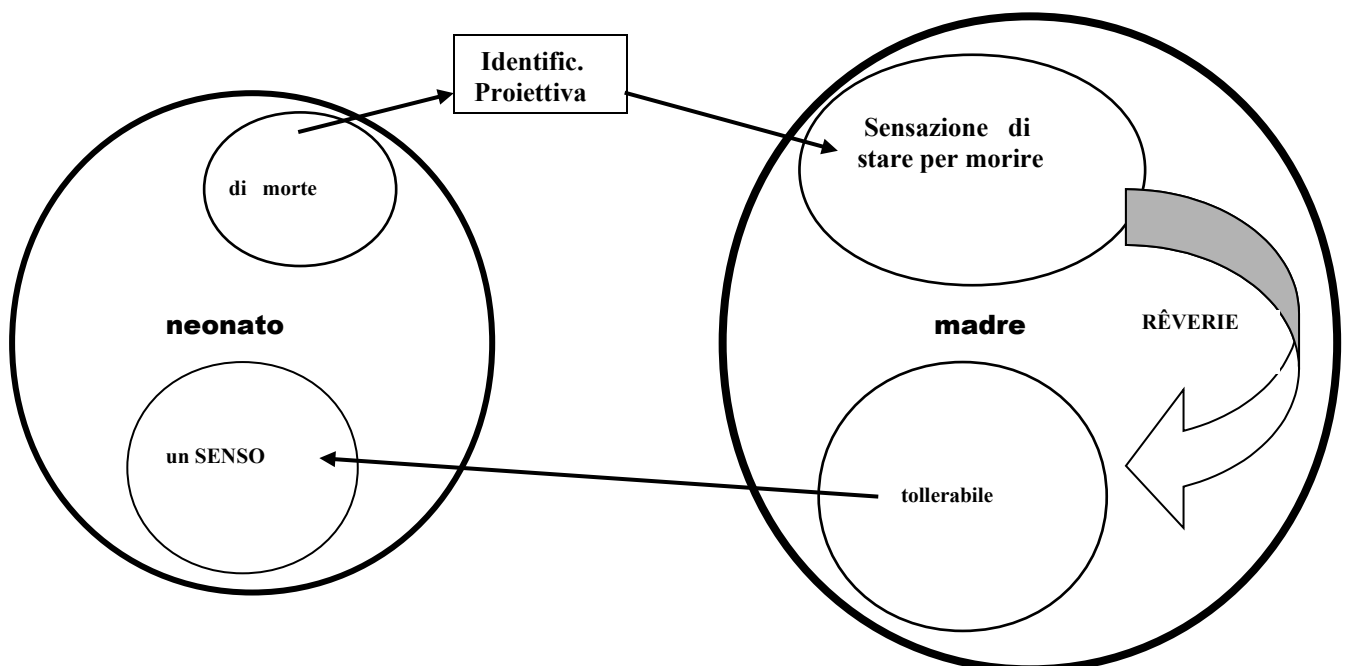 Identific.
Proiettiva
Sensazione di
stare per morire
di morte
neonato
madre
RÊVERIE
un SENSO
tollerabile